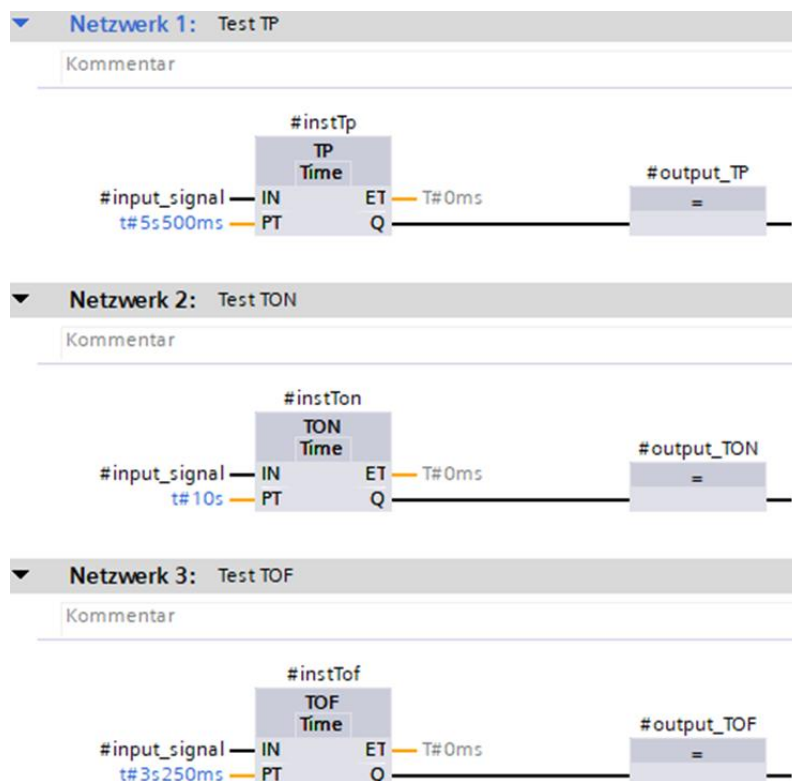 Netzwerk 1: Test TP
Kommentar
#instTp
TP
Time
#output_TP
#input_signal IN ET T#0ms =
t#5s500ms PT Q
Netzwerk 2: Test TON
Kommentar
#instTon
TON
Time
#output_TON
#input_signal IN ET T#0ms =
t#10s PT Q
Netzwerk 3: Test TOF
Kommentar
#instTof
TOF
Time
#output_TOF
#input_signal IN ET T#0ms =
t#3s250ms PT Q